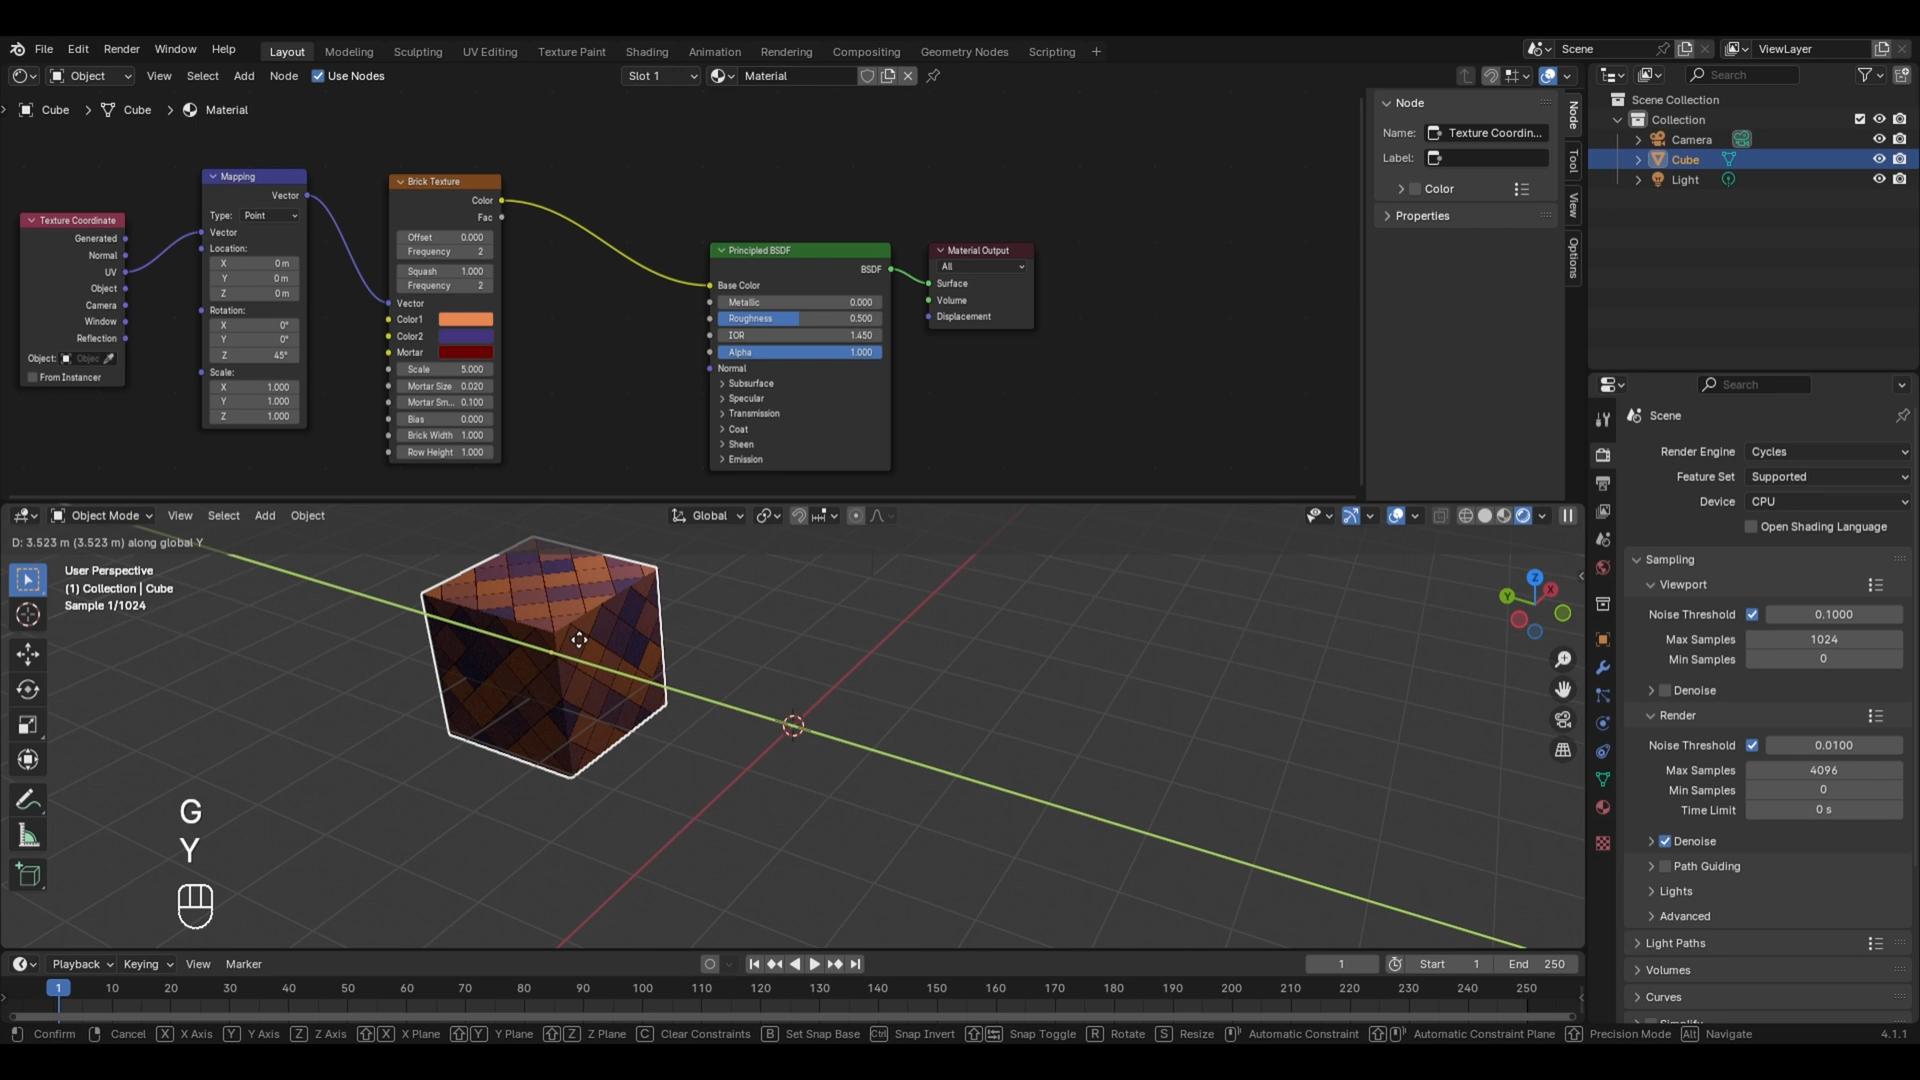 File Edit Render Window Help Layout Modeling Sculpting UV Editing Texture Paint Shading Animation Rendering Compositing Geometry Nodes Scripting + Scene ViewLayer
Object View Select Add Node Use Nodes Slot 1 Material Search
Cube > Cube > Material
Node
Name: Texture Coordin...
Label:
Color
Properties
Node
Tool
View
Options
Scene Collection
Collection
Camera
Cube
Light
Texture Coordinate
Generated
Normal
UV
Object
Camera
Window
Reflection
Object: Objec
From Instancer
Mapping
Vector
Type: Point
Vector
Location:
X 0 m
Y 0 m
Z 0 m
Rotation:
X 0°
Y 0°
Z 45°
Scale:
X 1.000
Y 1.000
Z 1.000
Brick Texture
Color
Fac
Offset 0.000
Frequency 2
Squash 1.000
Frequency 2
Vector
Color1
Color2
Mortar
Scale 5.000
Mortar Size 0.020
Mortar Sm... 0.100
Bias 0.000
Brick Width 1.000
Row Height 1.000
Principled BSDF
BSDF
Base Color
Metallic 0.000
Roughness 0.500
IOR 1.450
Alpha 1.000
Normal
Subsurface
Specular
Transmission
Coat
Sheen
Emission
Material Output
All
Surface
Volume
Displacement
Object Mode View Select Add Object Global
D: 3.523 m (3.523 m) along global Y
User Perspective
(1) Collection | Cube
Sample 1/1024
Z
Y
X
G
Y
Search
Scene
Render Engine Cycles
Feature Set Supported
Device CPU
Open Shading Language
Sampling
Viewport
Noise Threshold 0.1000
Max Samples 1024
Min Samples 0
Denoise
Render
Noise Threshold 0.0100
Max Samples 4096
Min Samples 0
Time Limit 0 s
Denoise
Path Guiding
Lights
Advanced
Light Paths
Volumes
Curves
Playback Keying View Marker 1 Start 1 End 250
1 10 20 30 40 50 60 70 80 90 100 110 120 130 140 150 160 170 180 190 200 210 220 230 240 250
Confirm Cancel X X Axis Y Y Axis Z Z Axis X X Plane Y Y Plane Z Z Plane C Clear Constraints B Set Snap Base Ctrl Snap Invert Snap Toggle R Rotate S Resize Automatic Constraint Automatic Constraint Plane Precision Mode Alt Navigate 4.1.1